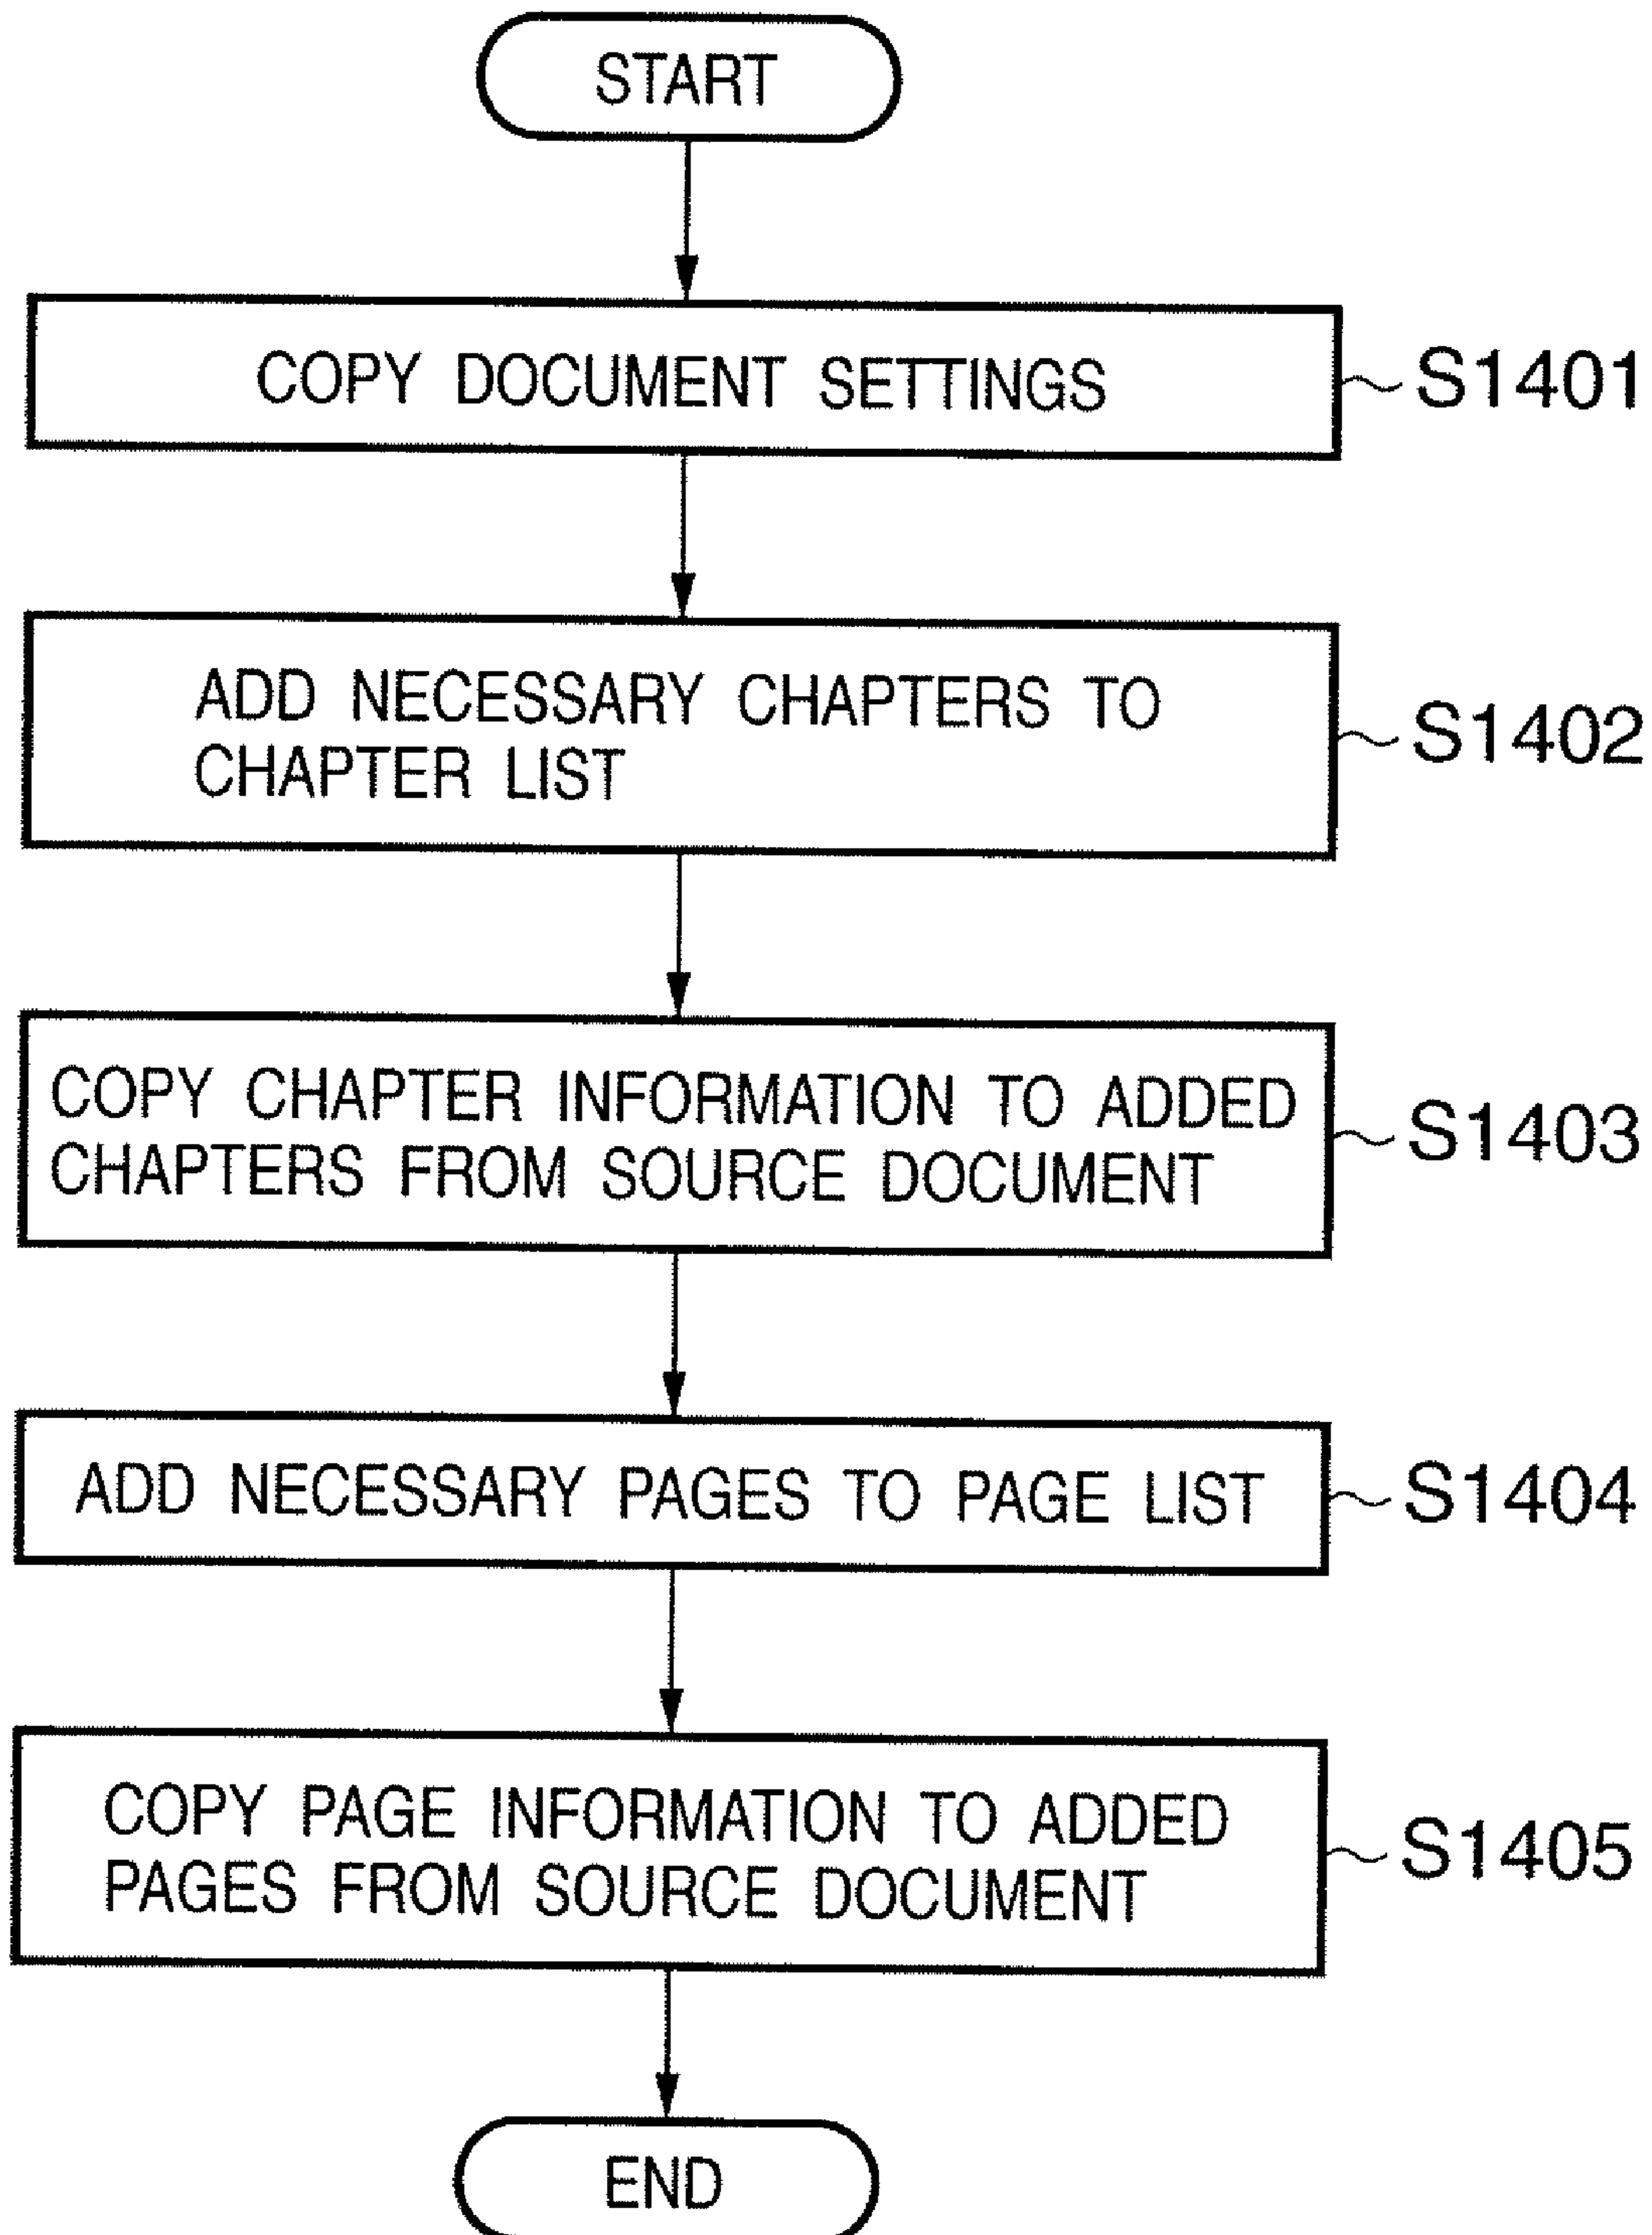 START
COPY DOCUMENT SETTINGS
S1401
ADD NECESSARY CHAPTERS TO
CHAPTER LIST
S1402
COPY CHAPTER INFORMATION TO ADDED
CHAPTERS FROM SOURCE DOCUMENT
S1403
ADD NECESSARY PAGES TO PAGE LIST
S1404
COPY PAGE INFORMATION TO ADDED
PAGES FROM SOURCE DOCUMENT
S1405
END